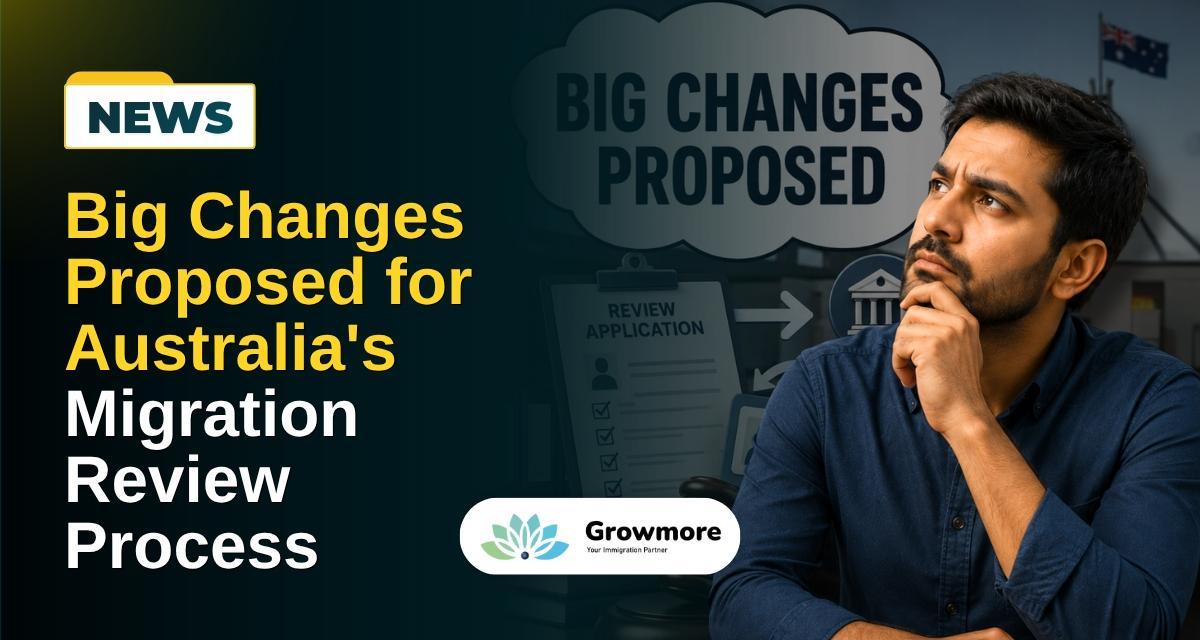 NEWS
Big Changes
Proposed for
Australia's
Migration
Review
Process
BIG CHANGES
PROPOSED
REVIEW
APPLICATION
Growmore
Your Immigration Partner